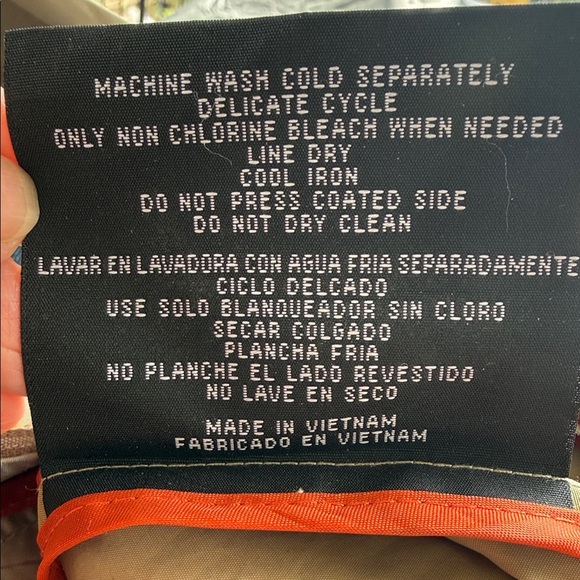 MACHINE WASH COLD SEPARATELY
DELICATE CYCLE
ONLY NON CHLORINE BLEACH WHEN NEEDED
LINE DRY
COOL IRON
DO NOT PRESS COATED SIDE
DO NOT DRY CLEAN
LAVAR EN LAVADORA CON AGUA FRIA SEPARADAMENTE
CICLO DELCADO
USE SOLO BLANQUEADOR SIN CLORO
SECAR COLGADO
PLANCHA FRIA
NO PLANCHE EL LADO REVESTIDO
NO LAVE EN SECO
MADE IN VIETNAM
FABRICADO EN VIETNAM